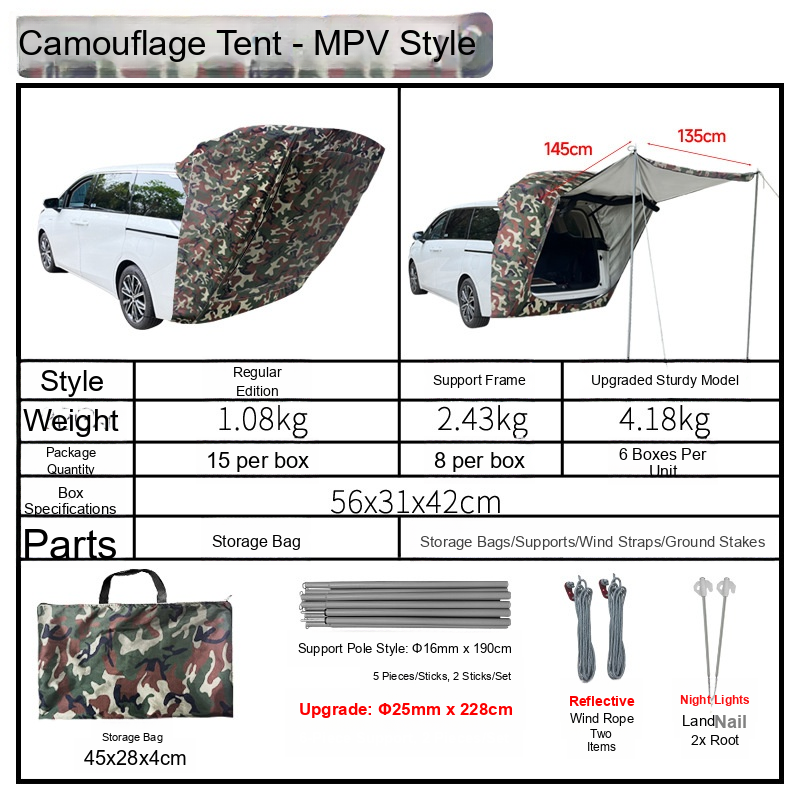 Camouflage Tent - MPV Style
145cm
135cm
Style
Regular
Edition
Support Frame
Upgraded Sturdy Model
Weight
1.08kg
2.43kg
4.18kg
Package
Quantity
15 per box
8 per box
6 Boxes Per
Unit
Box
Specifications
56x31x42cm
Parts
Storage Bag
Storage Bags/Supports/Wind Straps/Ground Stakes
Support Pole Style: Φ16mm x 190cm
5 Pieces/Sticks, 2 Sticks/Set
Upgrade: Φ25mm x 228cm
Storage Bag
45x28x4cm
Reflective
Wind Rope
Two
Items
Night Lights
Land Nail
2x Root